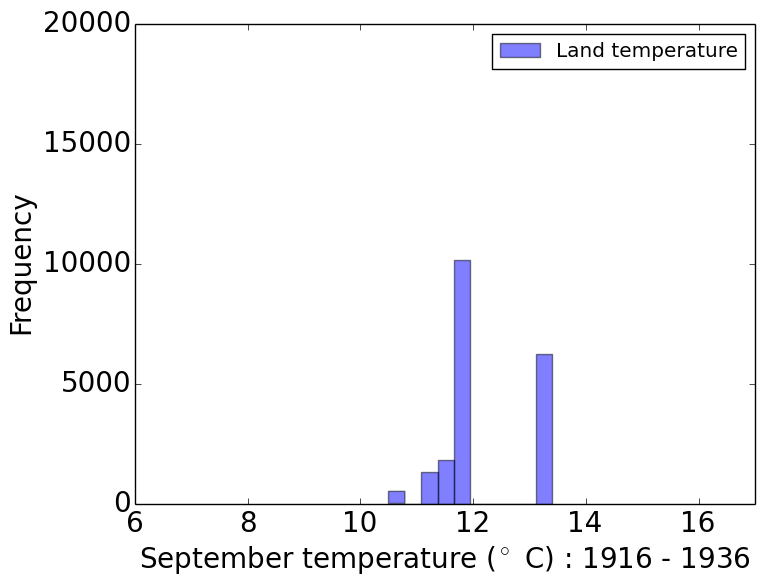 20000
Land temperature
15000
10000
5000
0
Frequency
6 8 10 12 14 16
September temperature (° C) : 1916 - 1936